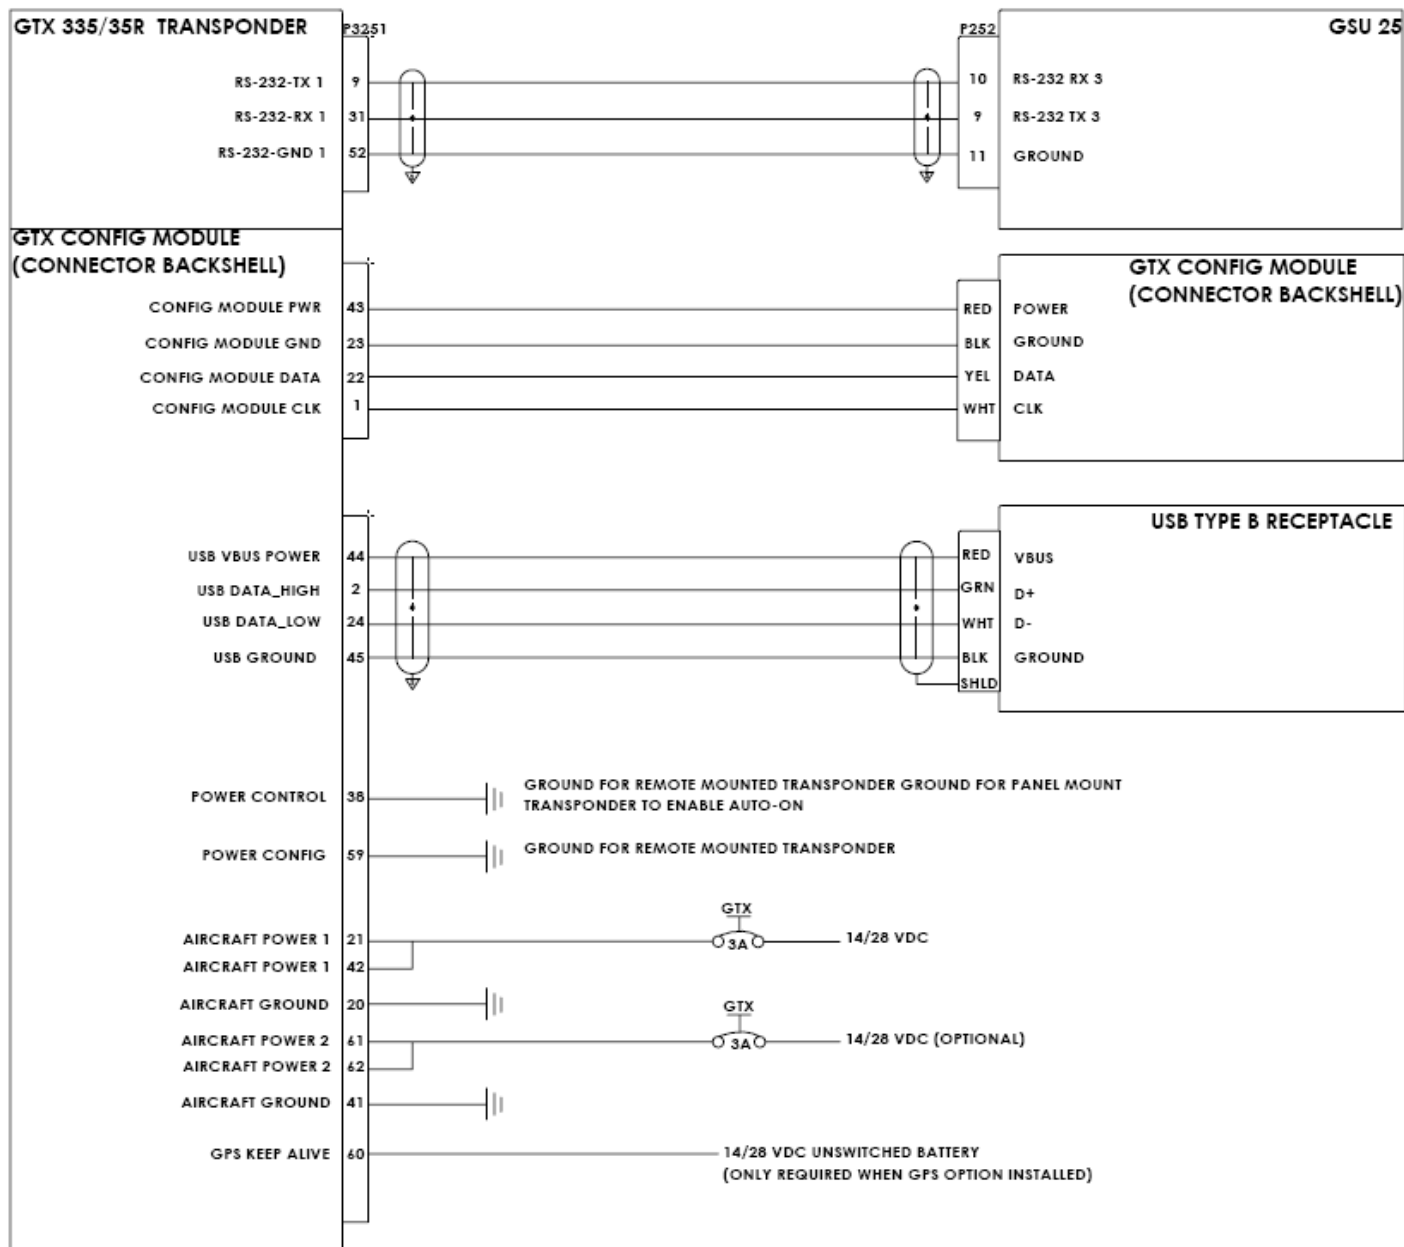 GTX 335/35R TRANSPONDER
P3251
P252
GSU 25
RS-232-TX 1 9 10 RS-232 RX 3
RS-232-RX 1 31 9 RS-232 TX 3
RS-232-GND 1 52 11 GROUND
GTX CONFIG MODULE
(CONNECTOR BACKSHELL)
GTX CONFIG MODULE
(CONNECTOR BACKSHELL)
CONFIG MODULE PWR 43 RED POWER
CONFIG MODULE GND 23 BLK GROUND
CONFIG MODULE DATA 22 YEL DATA
CONFIG MODULE CLK 1 WHT CLK
USB TYPE B RECEPTACLE
USB VBUS POWER 44 RED VBUS
USB DATA_HIGH 2 GRN D+
USB DATA_LOW 24 WHT D-
USB GROUND 45 BLK GROUND
SHLD
POWER CONTROL 38
GROUND FOR REMOTE MOUNTED TRANSPONDER GROUND FOR PANEL MOUNT
TRANSPONDER TO ENABLE AUTO-ON
POWER CONFIG 59 GROUND FOR REMOTE MOUNTED TRANSPONDER
GTX
AIRCRAFT POWER 1 21 3A 14/28 VDC
AIRCRAFT POWER 1 42
AIRCRAFT GROUND 20
GTX
AIRCRAFT POWER 2 61 3A 14/28 VDC (OPTIONAL)
AIRCRAFT POWER 2 62
AIRCRAFT GROUND 41
GPS KEEP ALIVE 60 14/28 VDC UNSWITCHED BATTERY
(ONLY REQUIRED WHEN GPS OPTION INSTALLED)